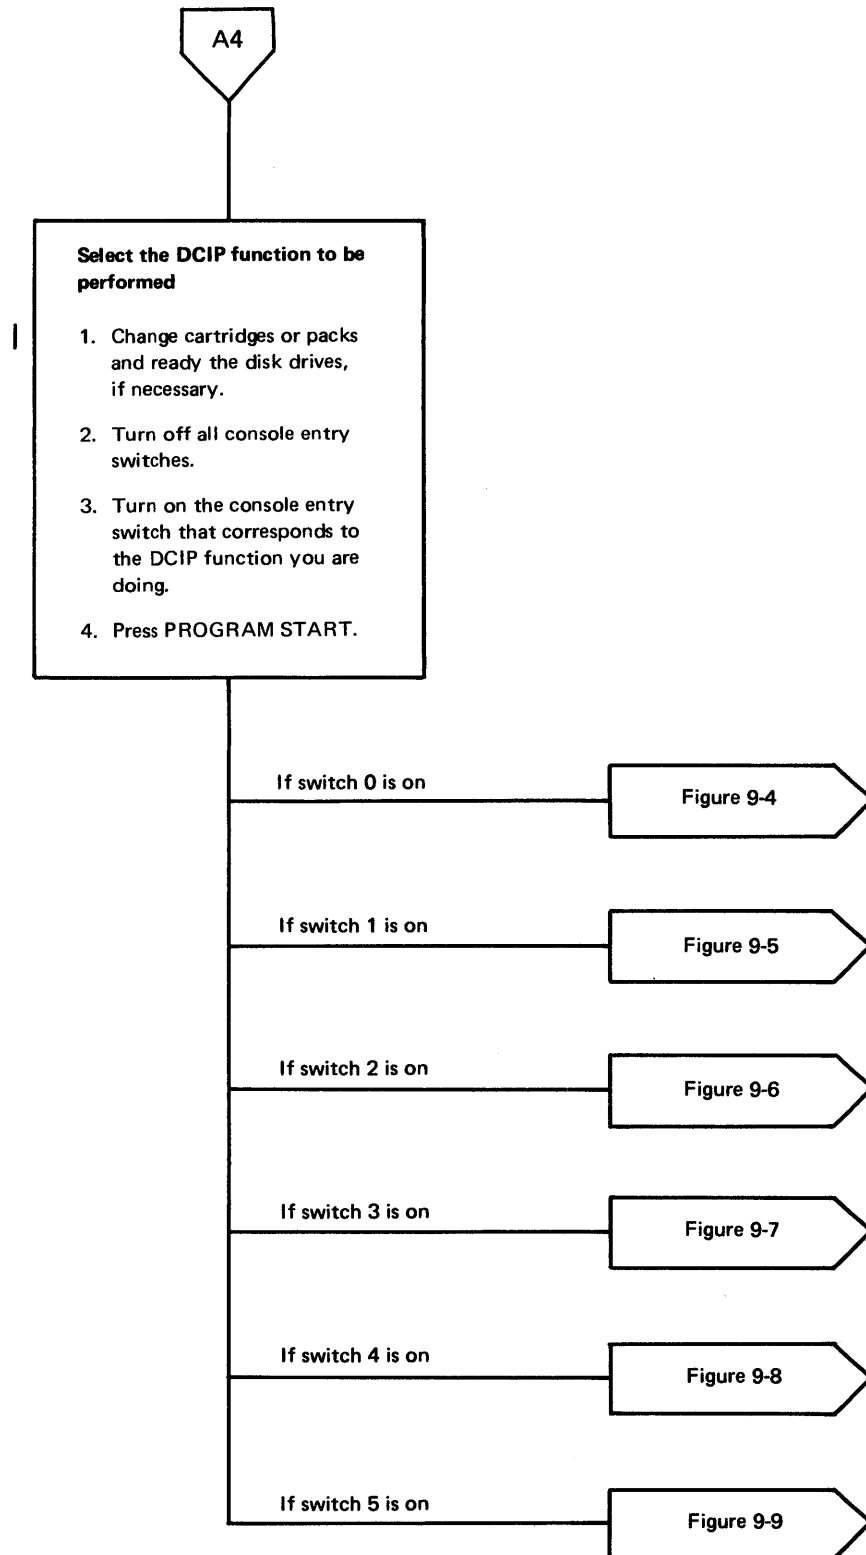 A4
Select the DCIP function to be
performed
1. Change cartridges or packs
and ready the disk drives,
if necessary.
2. Turn off all console entry
switches.
3. Turn on the console entry
switch that corresponds to
the DCIP function you are
doing.
4. Press PROGRAM START.
If switch 0 is on
Figure 9-4
If switch 1 is on
Figure 9-5
If switch 2 is on
Figure 9-6
If switch 3 is on
Figure 9-7
If switch 4 is on
Figure 9-8
If switch 5 is on
Figure 9-9